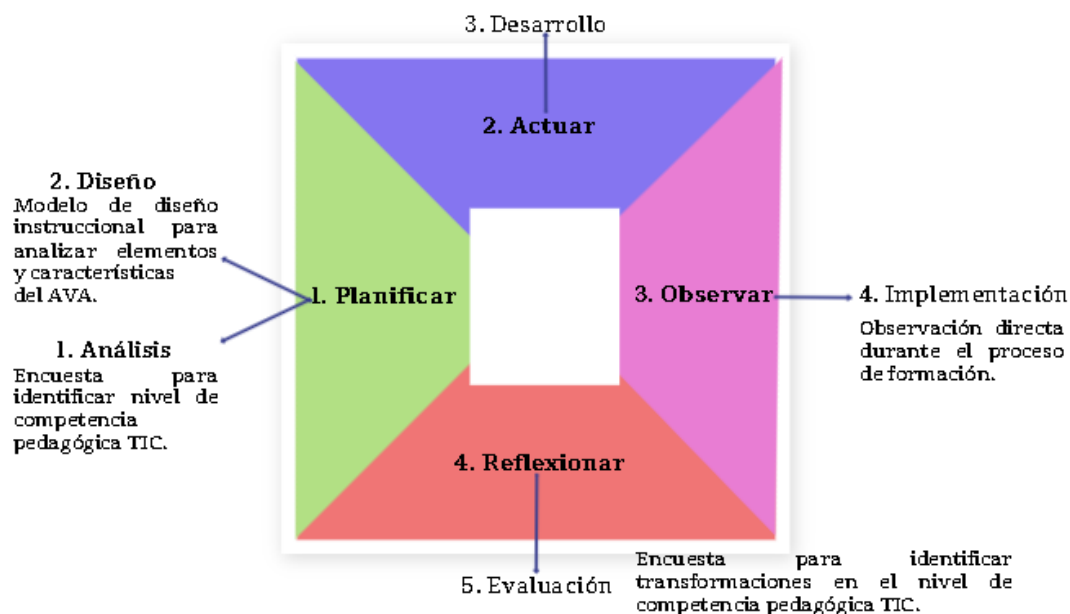 3. Desarrollo
2. Actuar
2. Diseño
Modelo de diseño
instruccional para
analizar elementos
y características
del AVA.
1. Planificar
1. Análisis
Encuesta para
identificar nivel de
competencia
pedagógica TIC.
3. Observar
4. Implementación
Observación directa
durante el proceso
de formación.
4. Reflexionar
5. Evaluación
Encuesta para identificar
transformaciones en el nivel de
competencia pedagógica TIC.